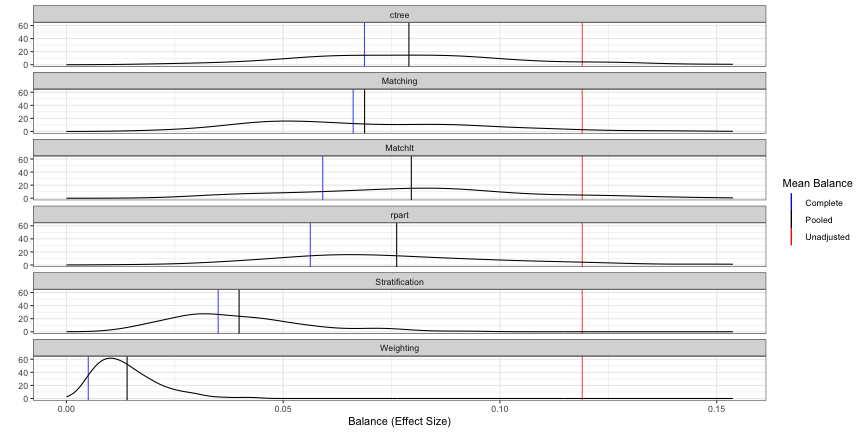 ctree
60
40
20
0
Matching
60
40
20
0
MatchIt
60
40
20
0
rpart
60
40
20
0
Stratification
60
40
20
0
Weighting
60
40
20
0
0.00 0.05 0.10 0.15
Balance (Effect Size)
Mean Balance
Complete
Pooled
Unadjusted